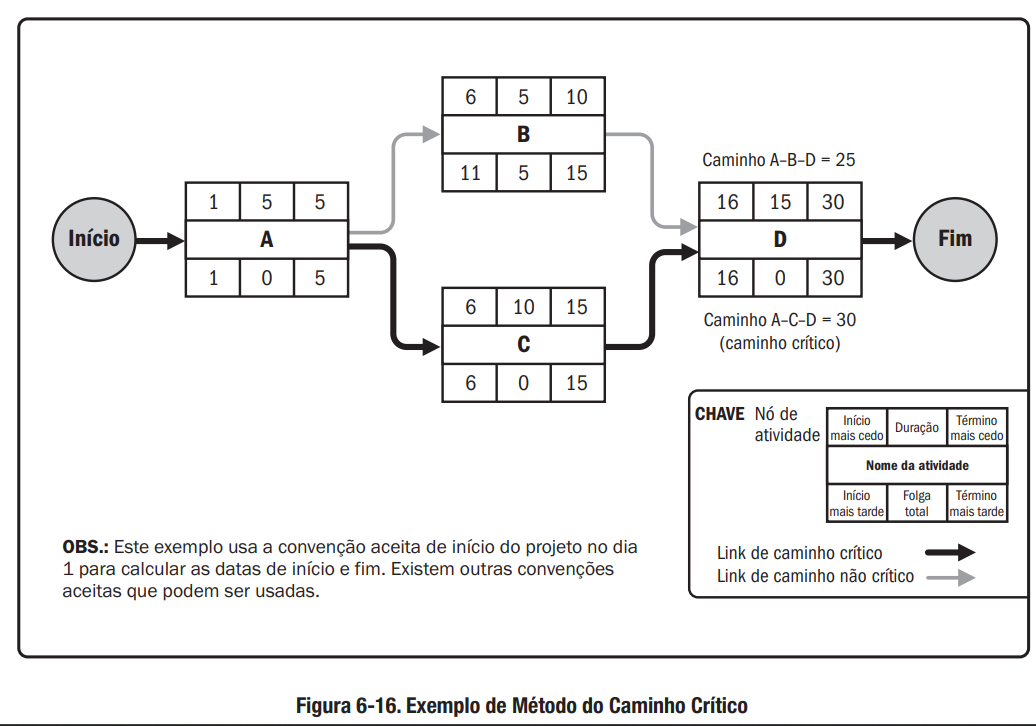 6 5 10
B
11 5 15
Caminho A–B–D = 25
1 5 5
A
1 0 5
16 15 30
D
16 0 30
Início
Fim
6 10 15
C
6 0 15
Caminho A–C–D = 30
(caminho crítico)
CHAVE Nó de
atividade
Início
mais cedo
Duração
Término
mais cedo
Nome da atividade
Início
mais tarde
Folga
total
Término
mais tarde
Link de caminho crítico
Link de caminho não crítico
OBS.: Este exemplo usa a convenção aceita de início do projeto no dia
1 para calcular as datas de início e fim. Existem outras convenções
aceitas que podem ser usadas.
Figura 6-16. Exemplo de Método do Caminho Crítico